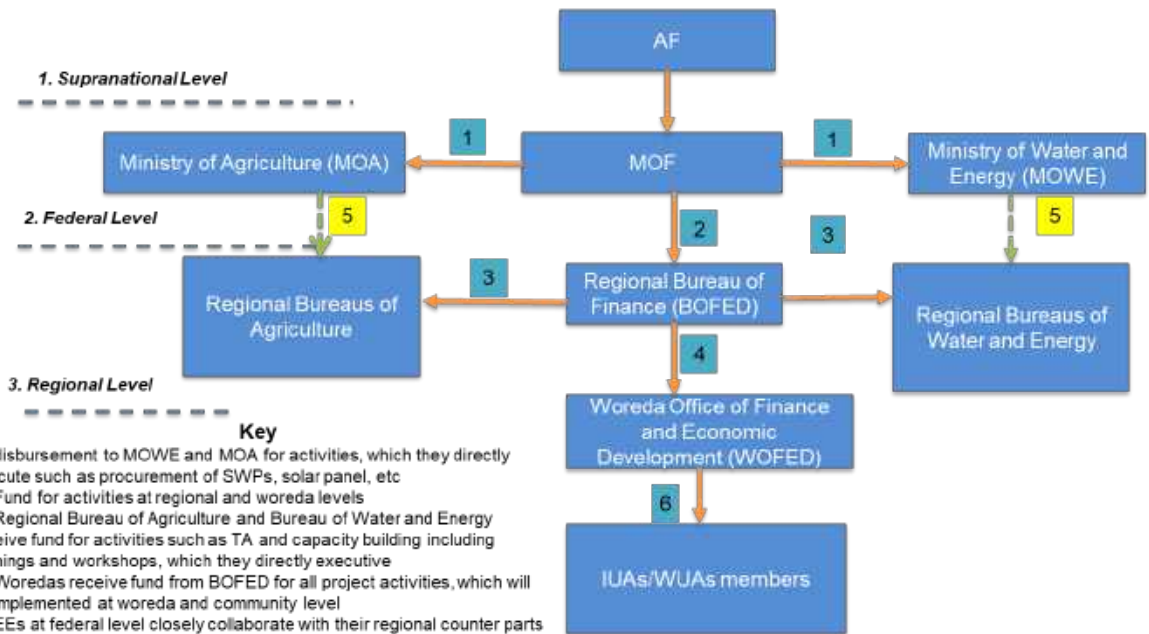 AF
1. Supranational Level
1
1
Ministry of Agriculture (MOA)
MOF
Ministry of Water and
Energy (MOWE)
5
5
2. Federal Level
2
3
3
Regional Bureaus of
Agriculture
Regional Bureau of
Finance (BOFED)
Regional Bureaus of
Water and Energy
4
3. Regional Level
Woreda Office of Finance
and Economic
Development (WOFED)
Key
isbursement to MOWE and MOA for activities, which they directly
cute such as procurement of SWPs, solar panel, etc
Fund for activities at regional and woreda levels
Regional Bureau of Agriculture and Bureau of Water and Energy
eive fund for activities such as TA and capacity building including
nings and workshops, which they directly executive
Woredas receive fund from BOFED for all project activities, which will
mplemented at woreda and community level
EEs at federal level closely collaborate with their regional counter parts
6
IUAs/WUAs members